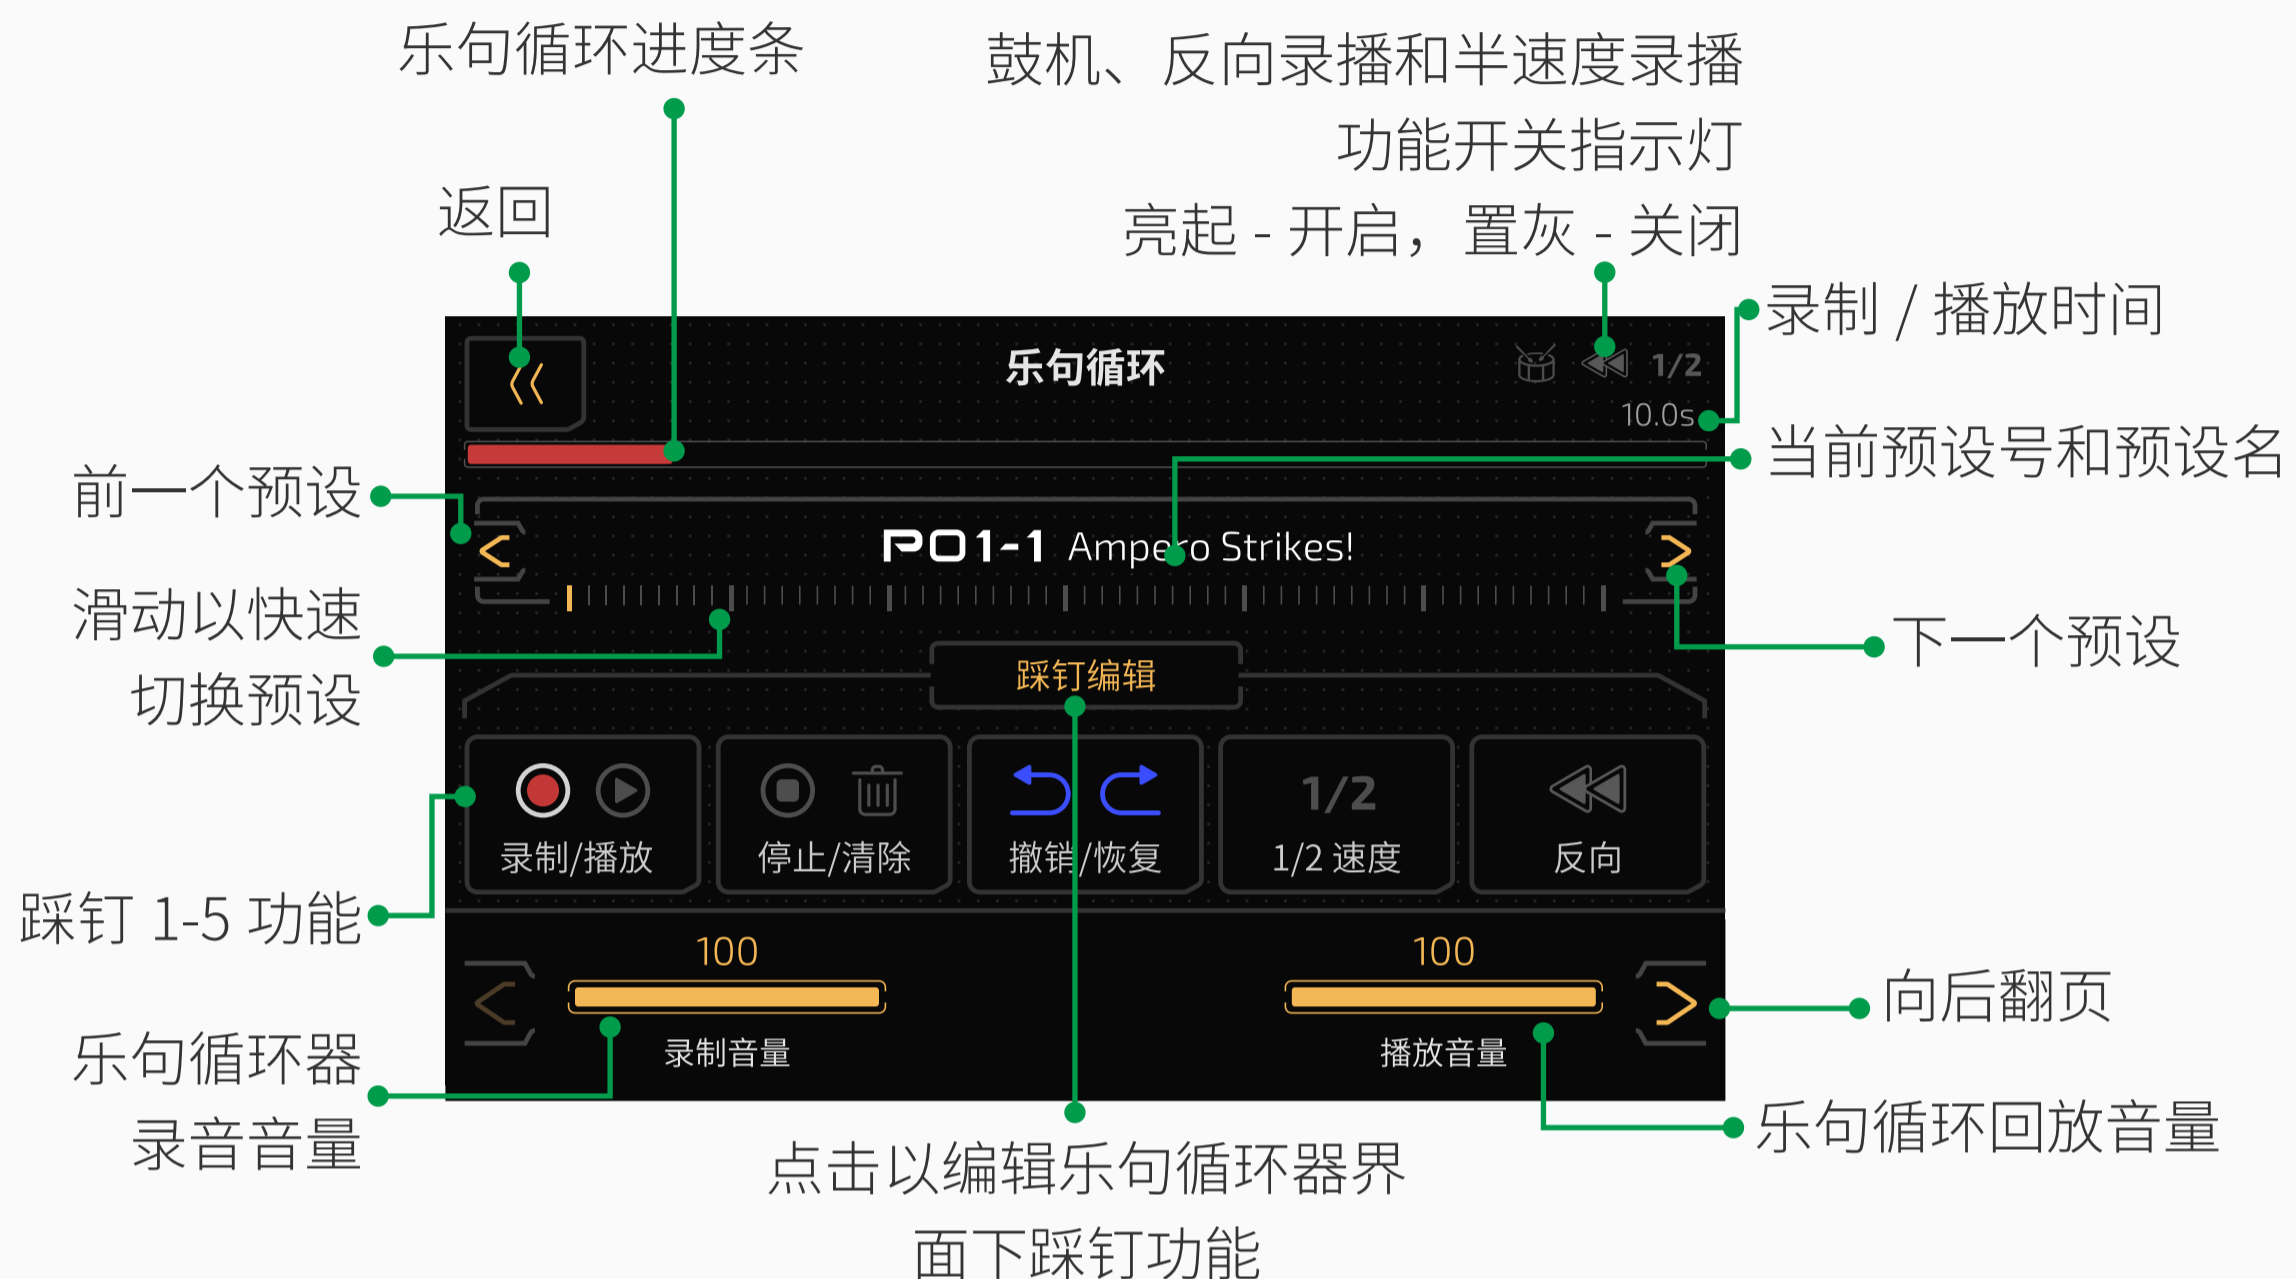 乐句循环进度条
鼓机、反向录播和半速度录播
功能开关指示灯
亮起 - 开启，置灰 - 关闭
返回
录制 / 播放时间
乐句循环
1/2
10.0s
当前预设号和预设名
前一个预设
P01-1 Ampero Strikes!
滑动以快速
切换预设
下一个预设
踩钉编辑
录制/播放
停止/清除
撤销/恢复
1/2
1/2 速度
反向
踩钉 1-5 功能
100
100
向后翻页
录制音量
播放音量
乐句循环器
录音音量
乐句循环回放音量
点击以编辑乐句循环器界
面下踩钉功能